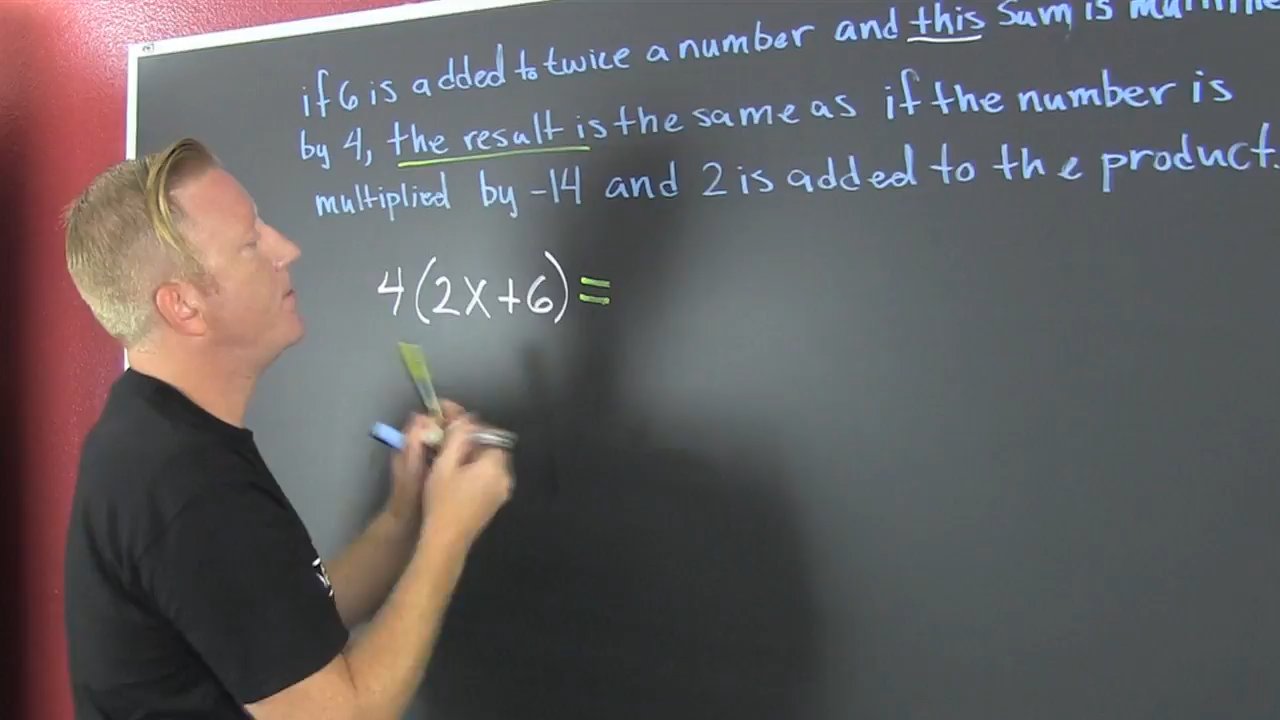 if 6 is added to twice a number and this sum is
by 4, the result is the same as if the number is
multiplied by -14 and 2 is added to the product.
4(2x+6)=